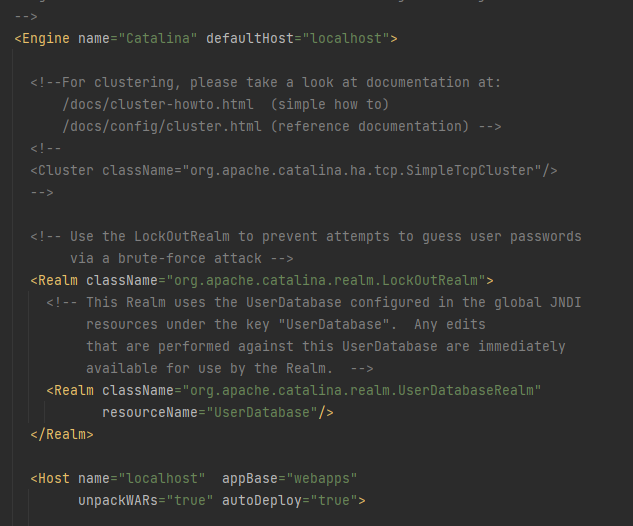 -->
<Engine name="Catalina" defaultHost="localhost">
<!--For clustering, please take a look at documentation at:
/docs/cluster-howto.html  (simple how to)
/docs/config/cluster.html (reference documentation) -->
<!--
<Cluster className="org.apache.catalina.ha.tcp.SimpleTcpCluster"/>
-->
<!-- Use the LockOutRealm to prevent attempts to guess user passwords
via a brute-force attack -->
<Realm className="org.apache.catalina.realm.LockOutRealm">
<!-- This Realm uses the UserDatabase configured in the global JNDI
resources under the key "UserDatabase".  Any edits
that are performed against this UserDatabase are immediately
available for use by the Realm.  -->
<Realm className="org.apache.catalina.realm.UserDatabaseRealm"
resourceName="UserDatabase"/>
</Realm>
<Host name="localhost"  appBase="webapps"
unpackWARs="true" autoDeploy="true">